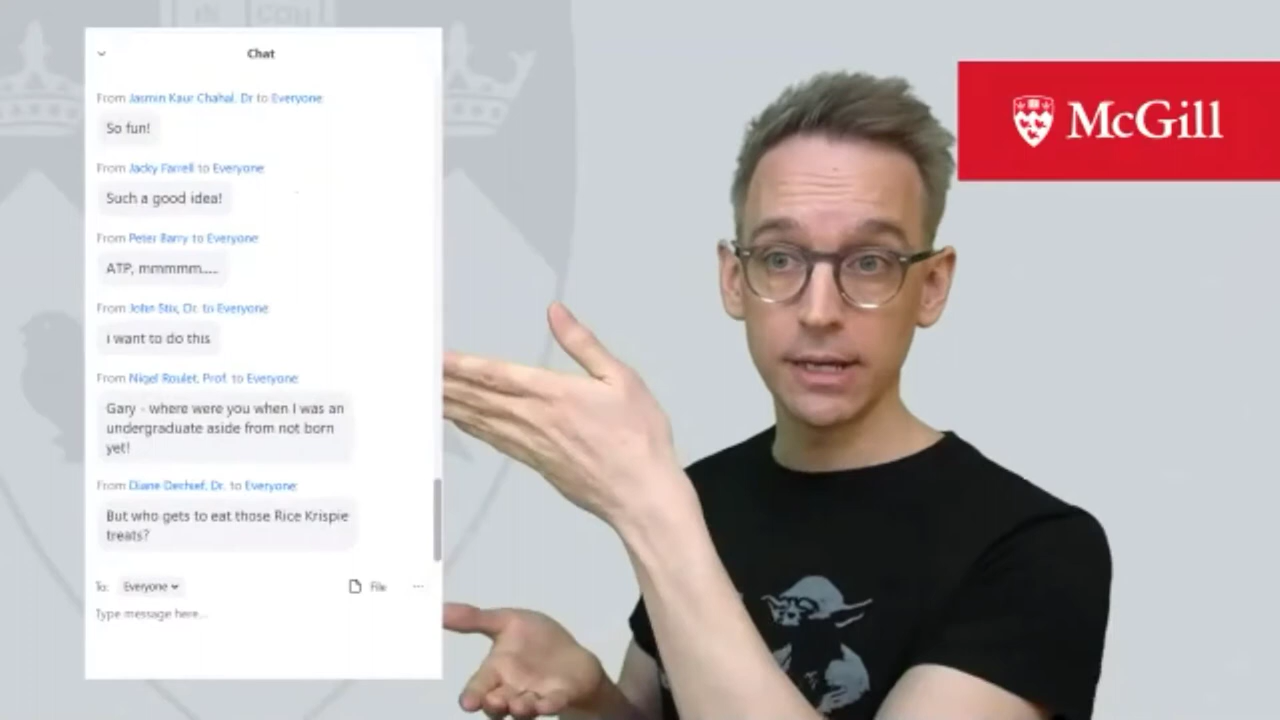 IN
Chat
From Jasmin Kaur Chahal, Dr to Everyone
So fun!
From Jacky Farrell to Everyone
Such a good idea!
From Peter Barry to Everyone
ATP, mmmmm.....
From John Stix, Dr. to Everyone
i want to do this
From Nigel Roulet, Prof. to Everyone
Gary - where were you when I was an
undergraduate aside from not born
yet!
From Diane Dechief, Dr. to Everyone
But who gets to eat those Rice Krispie
treats?
To: Everyone
File
Type message here...
McGill